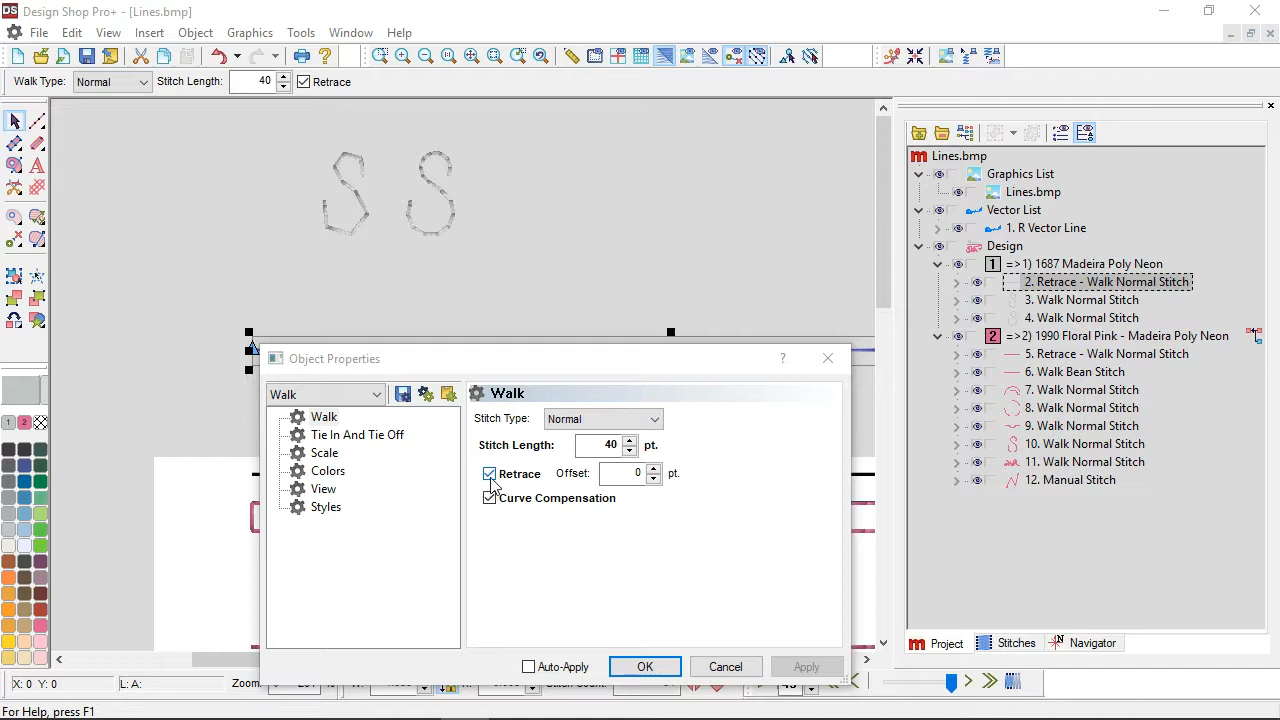 DS Design Shop Pro+ - [Lines.bmp]
File Edit View Insert Object Graphics Tools Window Help
Walk Type: Normal Stitch Length: 40 Retrace
Lines.bmp
Graphics List
Lines.bmp
Vector List
1. R Vector Line
Design
1 =>1) 1687 Madeira Poly Neon
2. Retrace - Walk Normal Stitch
3. Walk Normal Stitch
4. Walk Normal Stitch
2 =>2) 1990 Floral Pink - Madeira Poly Neon
5. Retrace - Walk Normal Stitch
6. Walk Bean Stitch
7. Walk Normal Stitch
8. Walk Normal Stitch
9. Walk Normal Stitch
10. Walk Normal Stitch
11. Walk Normal Stitch
12. Manual Stitch
Project Stitches Navigator
S S
Object Properties ?
Walk
Walk
Tie In And Tie Off
Scale
Colors
View
Styles
Walk
Stitch Type: Normal
Stitch Length: 40 pt.
Retrace Offset: 0 pt.
Curve Compensation
Auto-Apply OK Cancel Apply
1 2
X: 0 Y: 0 L: A: Zoom
For Help, press F1